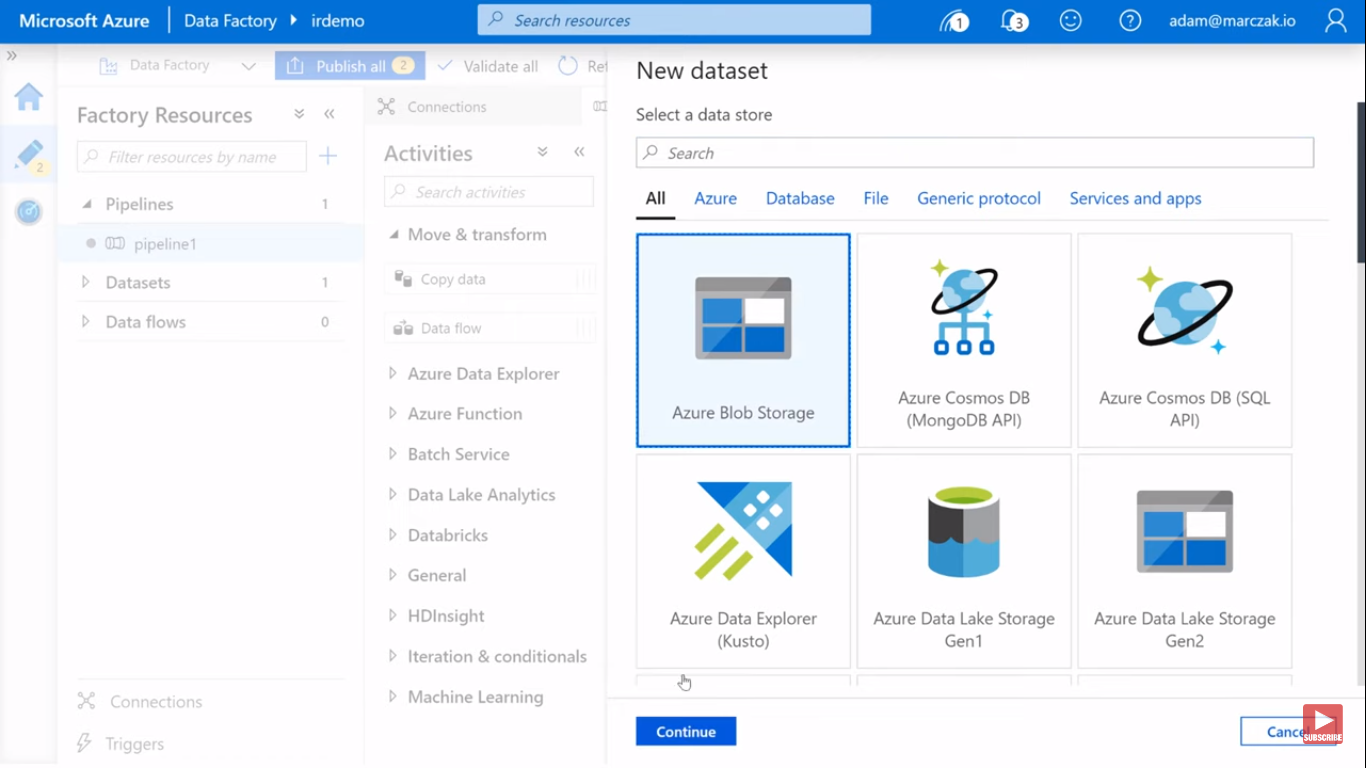 Microsoft Azure
Data Factory
irdemo
Search resources
1
3
adam@marczak.io
Data Factory
Publish all
2
Validate all
Factory Resources
Filter resources by name
2
Pipelines
1
pipeline1
Datasets
1
Data flows
0
Connections
Triggers
Connections
Activities
Search activities
Move & transform
Copy data
Data flow
Azure Data Explorer
Azure Function
Batch Service
Data Lake Analytics
Databricks
General
HDInsight
Iteration & conditionals
Machine Learning
New dataset
Select a data store
Search
All
Azure
Database
File
Generic protocol
Services and apps
Azure Blob Storage
Azure Cosmos DB
(MongoDB API)
Azure Cosmos DB (SQL
API)
Azure Data Explorer
(Kusto)
Azure Data Lake Storage
Gen1
Azure Data Lake Storage
Gen2
Continue
Cancel
SUBSCRIBE